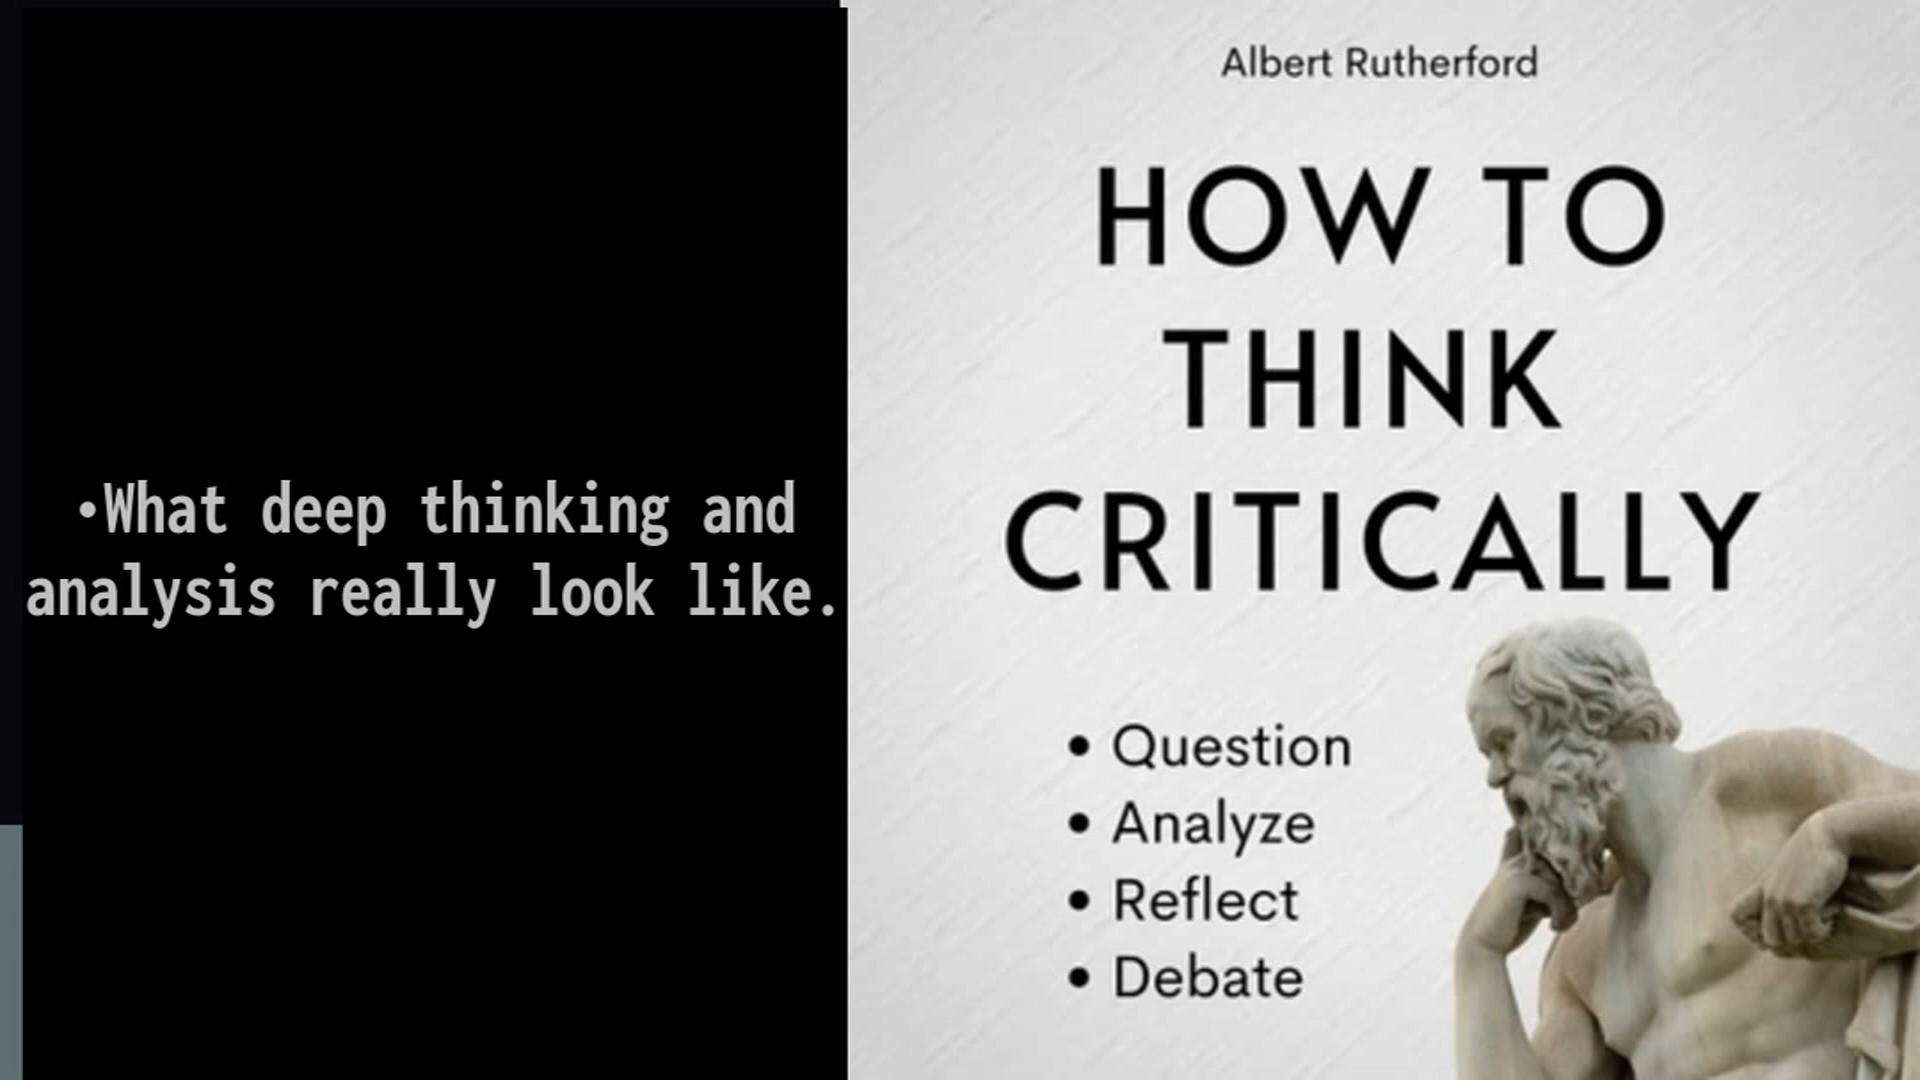 •What deep thinking and
analysis really look like.
Albert Rutherford
HOW TO
THINK
CRITICALLY
• Question
• Analyze
• Reflect
• Debate